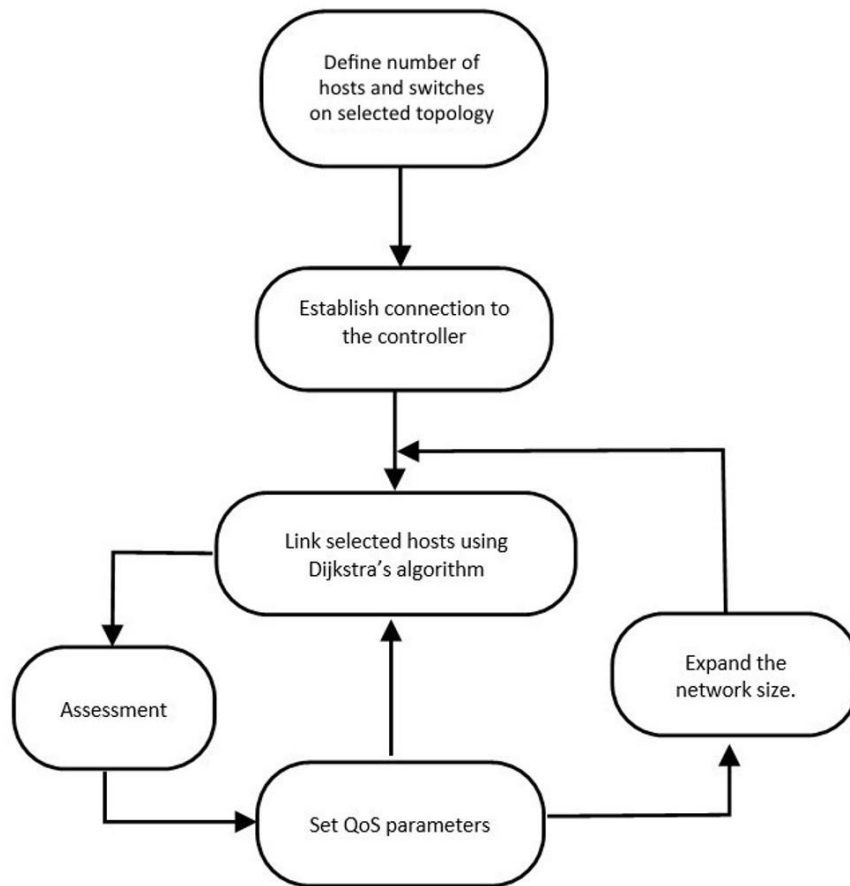 Define number of
hosts and switches
on selected topology
Establish connection to
the controller
Link selected hosts using
Dijkstra’s algorithm
Expand the
network size.
Assessment
Set QoS parameters